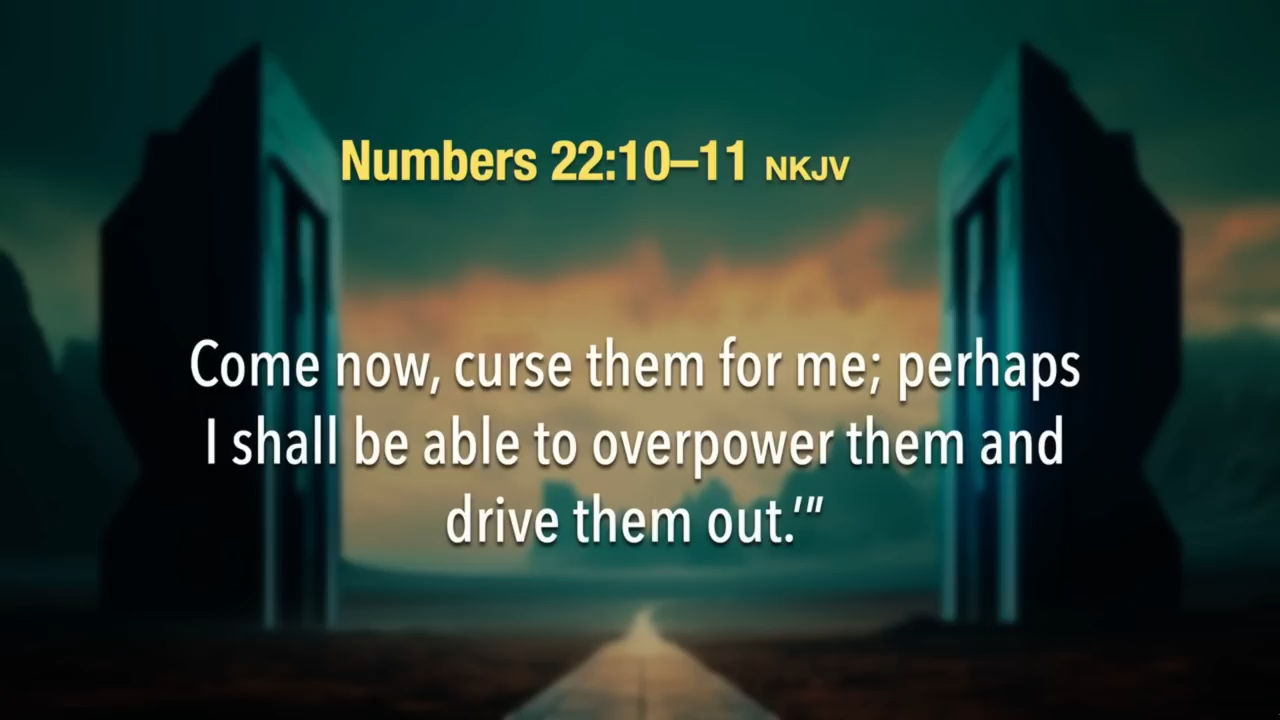 Numbers 22:10–11 NKJV
Come now, curse them for me; perhaps
I shall be able to overpower them and
drive them out.’”